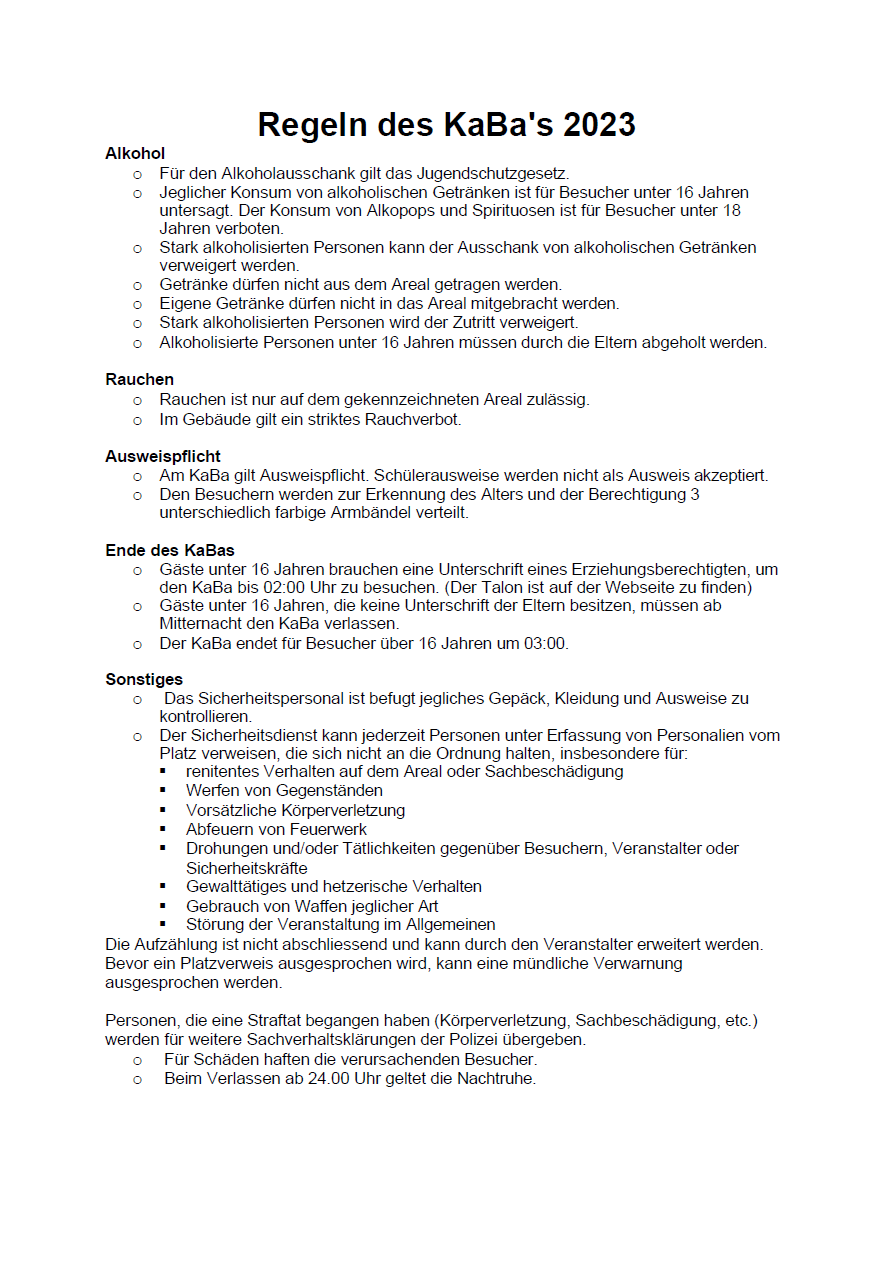 Regeln des KaBa's 2023
Alkohol
o Für den Alkoholausschank gilt das Jugendschutzgesetz.
o Jeglicher Konsum von alkoholischen Getränken ist für Besucher unter 16 Jahren
untersagt. Der Konsum von Alkopops und Spirituosen ist für Besucher unter 18
Jahren verboten.
o Stark alkoholisierten Personen kann der Ausschank von alkoholischen Getränken
verweigert werden.
o Getränke dürfen nicht aus dem Areal getragen werden.
o Eigene Getränke dürfen nicht in das Areal mitgebracht werden.
o Stark alkoholisierten Personen wird der Zutritt verweigert.
o Alkoholisierte Personen unter 16 Jahren müssen durch die Eltern abgeholt werden.
Rauchen
o Rauchen ist nur auf dem gekennzeichneten Areal zulässig.
o Im Gebäude gilt ein striktes Rauchverbot.
Ausweispflicht
o Am KaBa gilt Ausweispflicht. Schülerausweise werden nicht als Ausweis akzeptiert.
o Den Besuchern werden zur Erkennung des Alters und der Berechtigung 3
unterschiedlich farbige Armbändel verteilt.
Ende des KaBas
o Gäste unter 16 Jahren brauchen eine Unterschrift eines Erziehungsberechtigten, um
den KaBa bis 02:00 Uhr zu besuchen. (Der Talon ist auf der Webseite zu finden)
o Gäste unter 16 Jahren, die keine Unterschrift der Eltern besitzen, müssen ab
Mitternacht den KaBa verlassen.
o Der KaBa endet für Besucher über 16 Jahren um 03:00.
Sonstiges
o Das Sicherheitspersonal ist befugt jegliches Gepäck, Kleidung und Ausweise zu
kontrollieren.
o Der Sicherheitsdienst kann jederzeit Personen unter Erfassung von Personalien vom
Platz verweisen, die sich nicht an die Ordnung halten, insbesondere für:
▪ renitentes Verhalten auf dem Areal oder Sachbeschädigung
▪ Werfen von Gegenständen
▪ Vorsätzliche Körperverletzung
▪ Abfeuern von Feuerwerk
▪ Drohungen und/oder Tätlichkeiten gegenüber Besuchern, Veranstalter oder
Sicherheitskräfte
▪ Gewalttätiges und hetzerische Verhalten
▪ Gebrauch von Waffen jeglicher Art
▪ Störung der Veranstaltung im Allgemeinen
Die Aufzählung ist nicht abschliessend und kann durch den Veranstalter erweitert werden.
Bevor ein Platzverweis ausgesprochen wird, kann eine mündliche Verwarnung
ausgesprochen werden.
Personen, die eine Straftat begangen haben (Körperverletzung, Sachbeschädigung, etc.)
werden für weitere Sachverhaltsklärungen der Polizei übergeben.
o Für Schäden haften die verursachenden Besucher.
o Beim Verlassen ab 24.00 Uhr geltet die Nachtruhe.